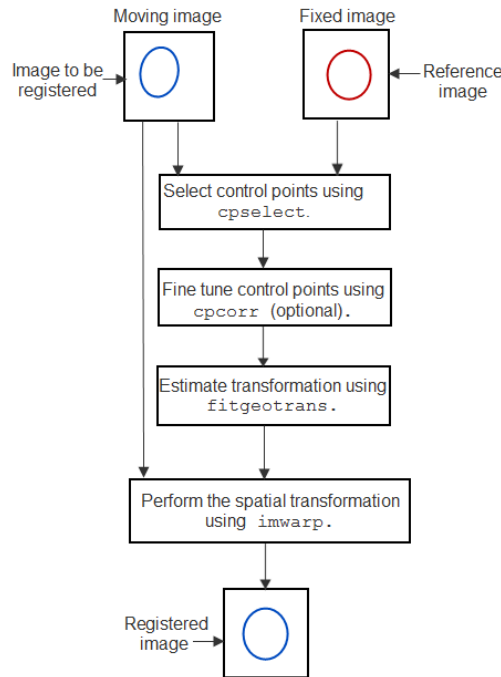 Moving image
Fixed image
Image to be
registered
Reference
image
Select control points using
cpselect.
Fine tune control points using
cpcorr (optional).
Estimate transformation using
fitgeotrans.
Perform the spatial transformation
using imwarp.
Registered
image